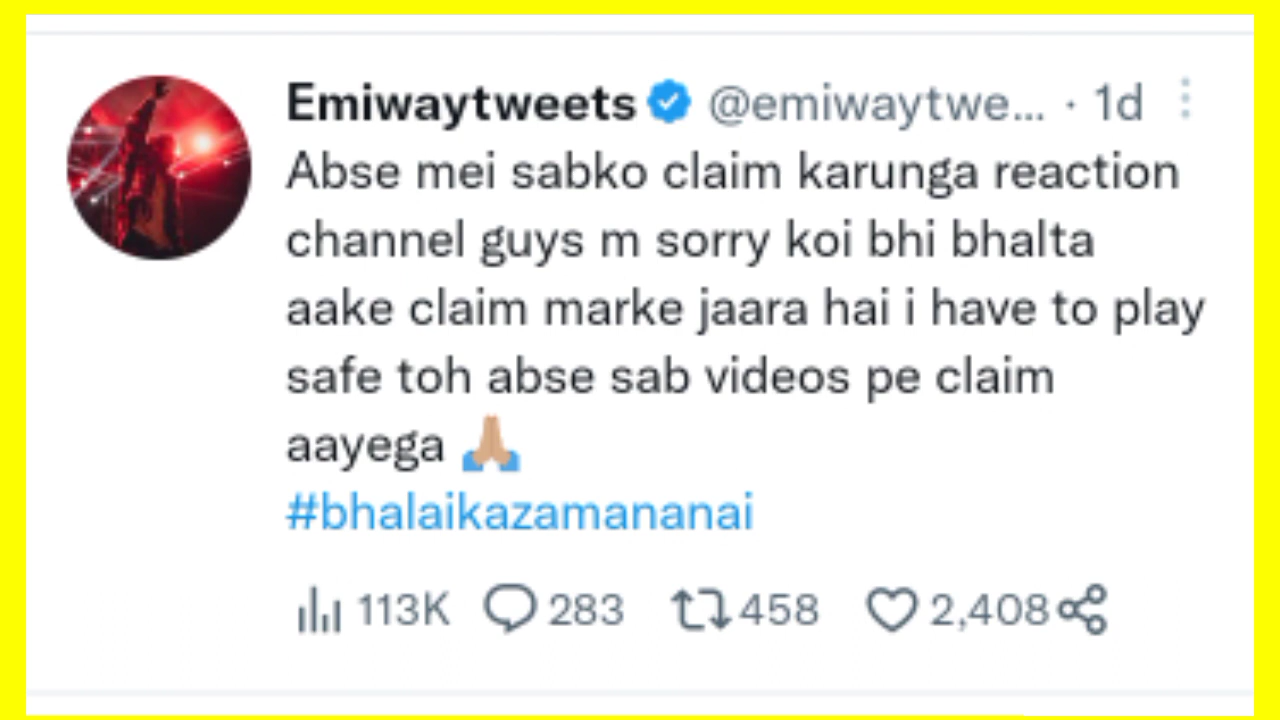 Emiwaytweets @emiwaytwe... · 1d
Abse mei sabko claim karunga reaction
channel guys m sorry koi bhi bhalta
aake claim marke jaara hai i have to play
safe toh abse sab videos pe claim
aayega 🙏🏼
#bhalaikazamananai
113K 283 458 2,408